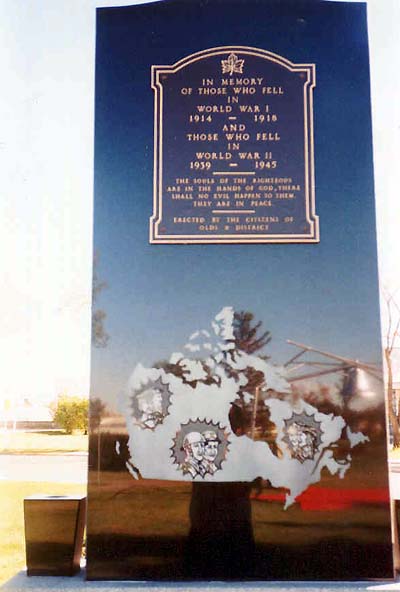 IN MEMORY
OF THOSE WHO FELL
IN
WORLD WAR I
1914 — 1918
AND
THOSE WHO FELL
IN
WORLD WAR II
1939 — 1945
THE SOULS OF THE RIGHTEOUS
ARE IN THE HANDS OF GOD, THERE
SHALL NO EVIL HAPPEN TO THEM.
THEY ARE IN PEACE.
ERECTED BY THE CITIZENS OF
OLDS & DISTRICT